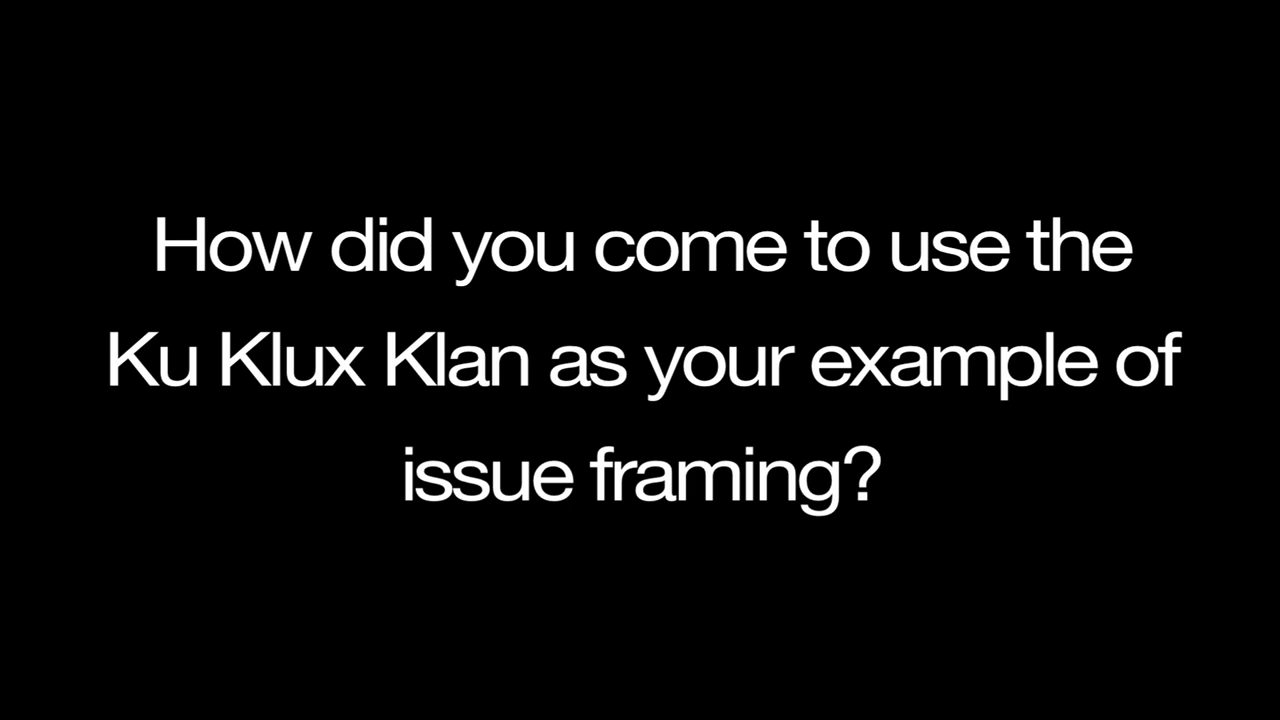 How did you come to use the
Ku Klux Klan as your example of
issue framing?